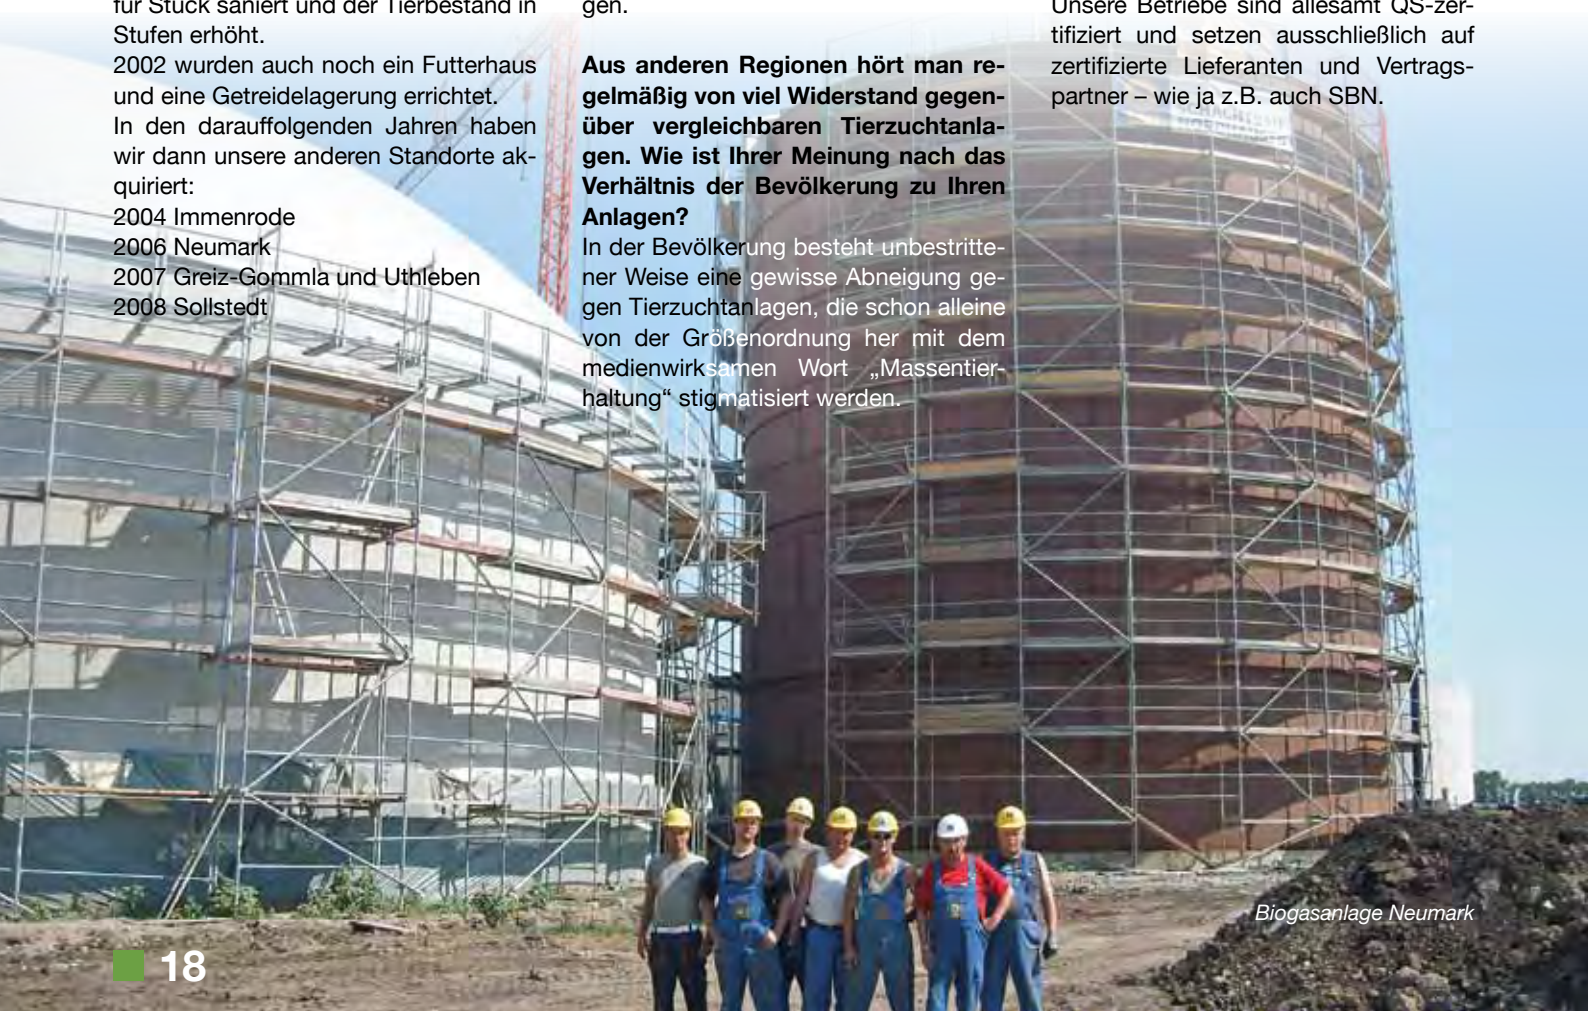 für Stück saniert und der Tierbestand in
Stufen erhöht.
2002 wurden auch noch ein Futterhaus
und eine Getreidelagerung errichtet.
In den darauffolgenden Jahren haben
wir dann unsere anderen Standorte ak-
quiriert:
2004 Immenrode
2006 Neumark
2007 Greiz-Gommla und Uthleben
2008 Sollstedt
gen.
Aus anderen Regionen hört man re-
gelmäßig von viel Widerstand gegen-
über vergleichbaren Tierzuchtanla-
gen. Wie ist Ihrer Meinung nach das
Verhältnis der Bevölkerung zu Ihren
Anlagen?
In der Bevölkerung besteht unbestritte-
ner Weise eine gewisse Abneigung ge-
gen Tierzuchtanlagen, die schon alleine
von der Größenordnung her mit dem
medienwirksamen Wort „Massentier-
haltung“ stigmatisiert werden.
Unsere Betriebe sind allesamt QS-zer-
tifiziert und setzen ausschließlich auf
zertifizierte Lieferanten und Vertrags-
partner – wie ja z.B. auch SBN.
Biogasanlage Neumark
18